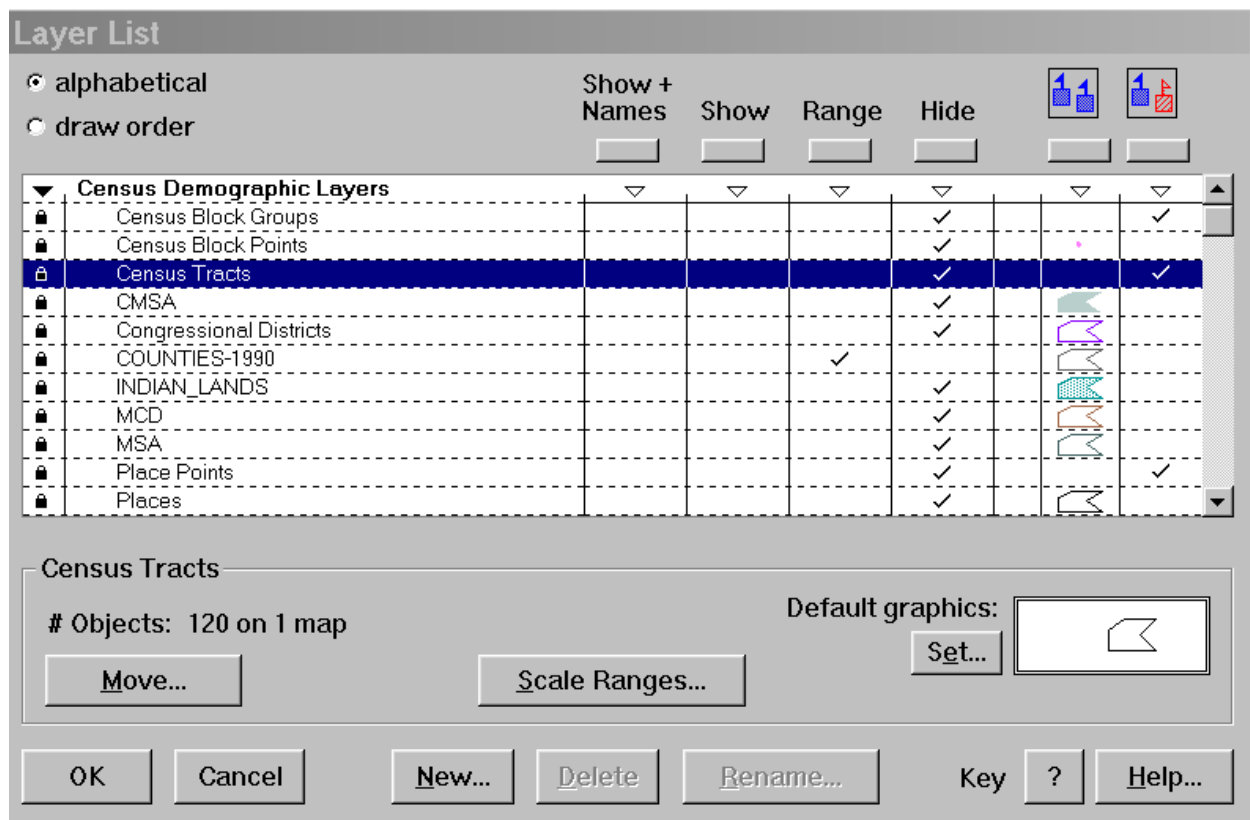 Layer List
alphabetical
draw order
Show +
Names
Show
Range
Hide
Census Demographic Layers
Census Block Groups
Census Block Points
Census Tracts
CMSA
Congressional Districts
COUNTIES-1990
INDIAN_LANDS
MCD
MSA
Place Points
Places
Census Tracts
# Objects: 120 on 1 map
Default graphics:
Set...
Move...
Scale Ranges...
OK
Cancel
New...
Delete
Rename...
Key
?
Help...